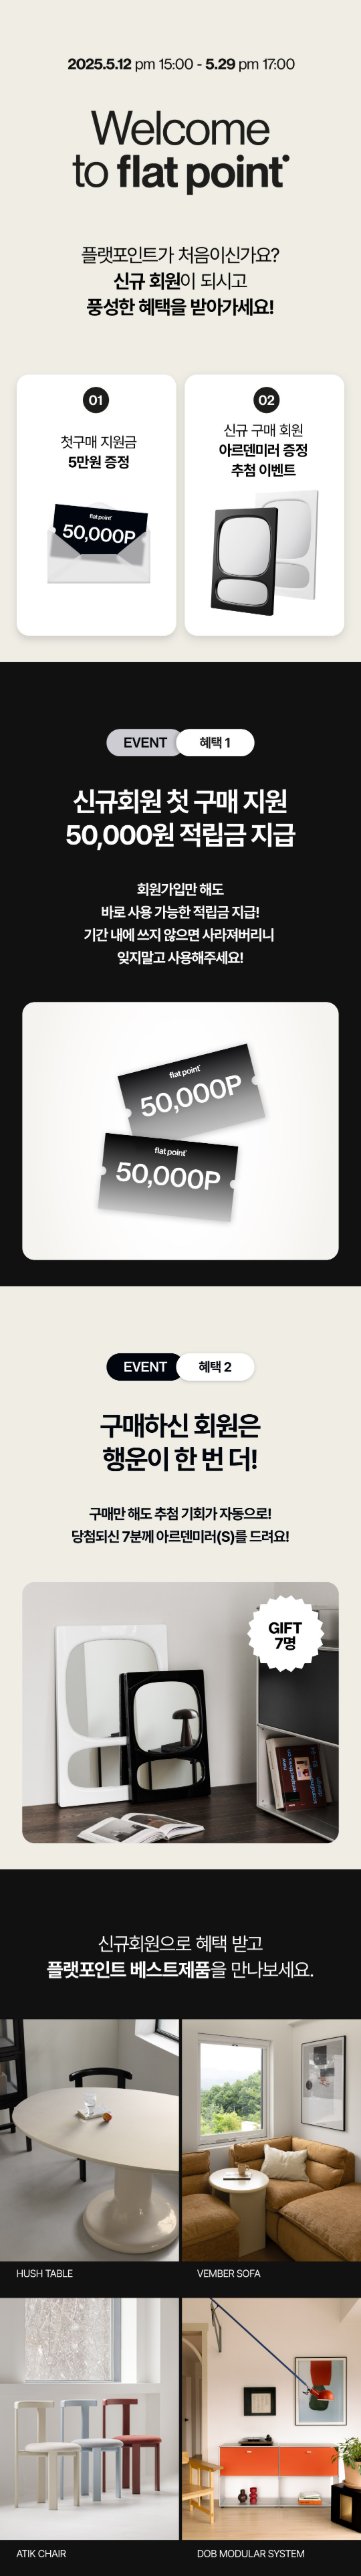 2025.5.12 pm 15:00 - 5.29 pm 17:00
Welcome
to flat point
플랫포인트가 처음이신가요?
신규 회원이 되시고
풍성한 혜택을 받아가세요!
01
첫구매 지원금
5만원 증정
flat point
50,000P
02
신규 구매 회원
아르덴미러 증정
추첨 이벤트
EVENT 혜택 1
신규회원 첫 구매 지원
50,000원 적립금 지급
회원가입만 해도
바로 사용 가능한 적립금 지급!
기간 내에 쓰지 않으면 사라져버리니
잊지말고 사용해주세요!
flat point
50,000P
flat point
50,000P
EVENT 혜택 2
구매하신 회원은
행운이 한 번 더!
구매만 해도 추첨 기회가 자동으로!
당첨되신 7분께 아르덴미러(S)를 드려요!
GIFT
7명
신규회원으로 혜택 받고
플랫포인트 베스트제품을 만나보세요.
HUSH TABLE
VEMBER SOFA
ATIK CHAIR
DOB MODULAR SYSTEM